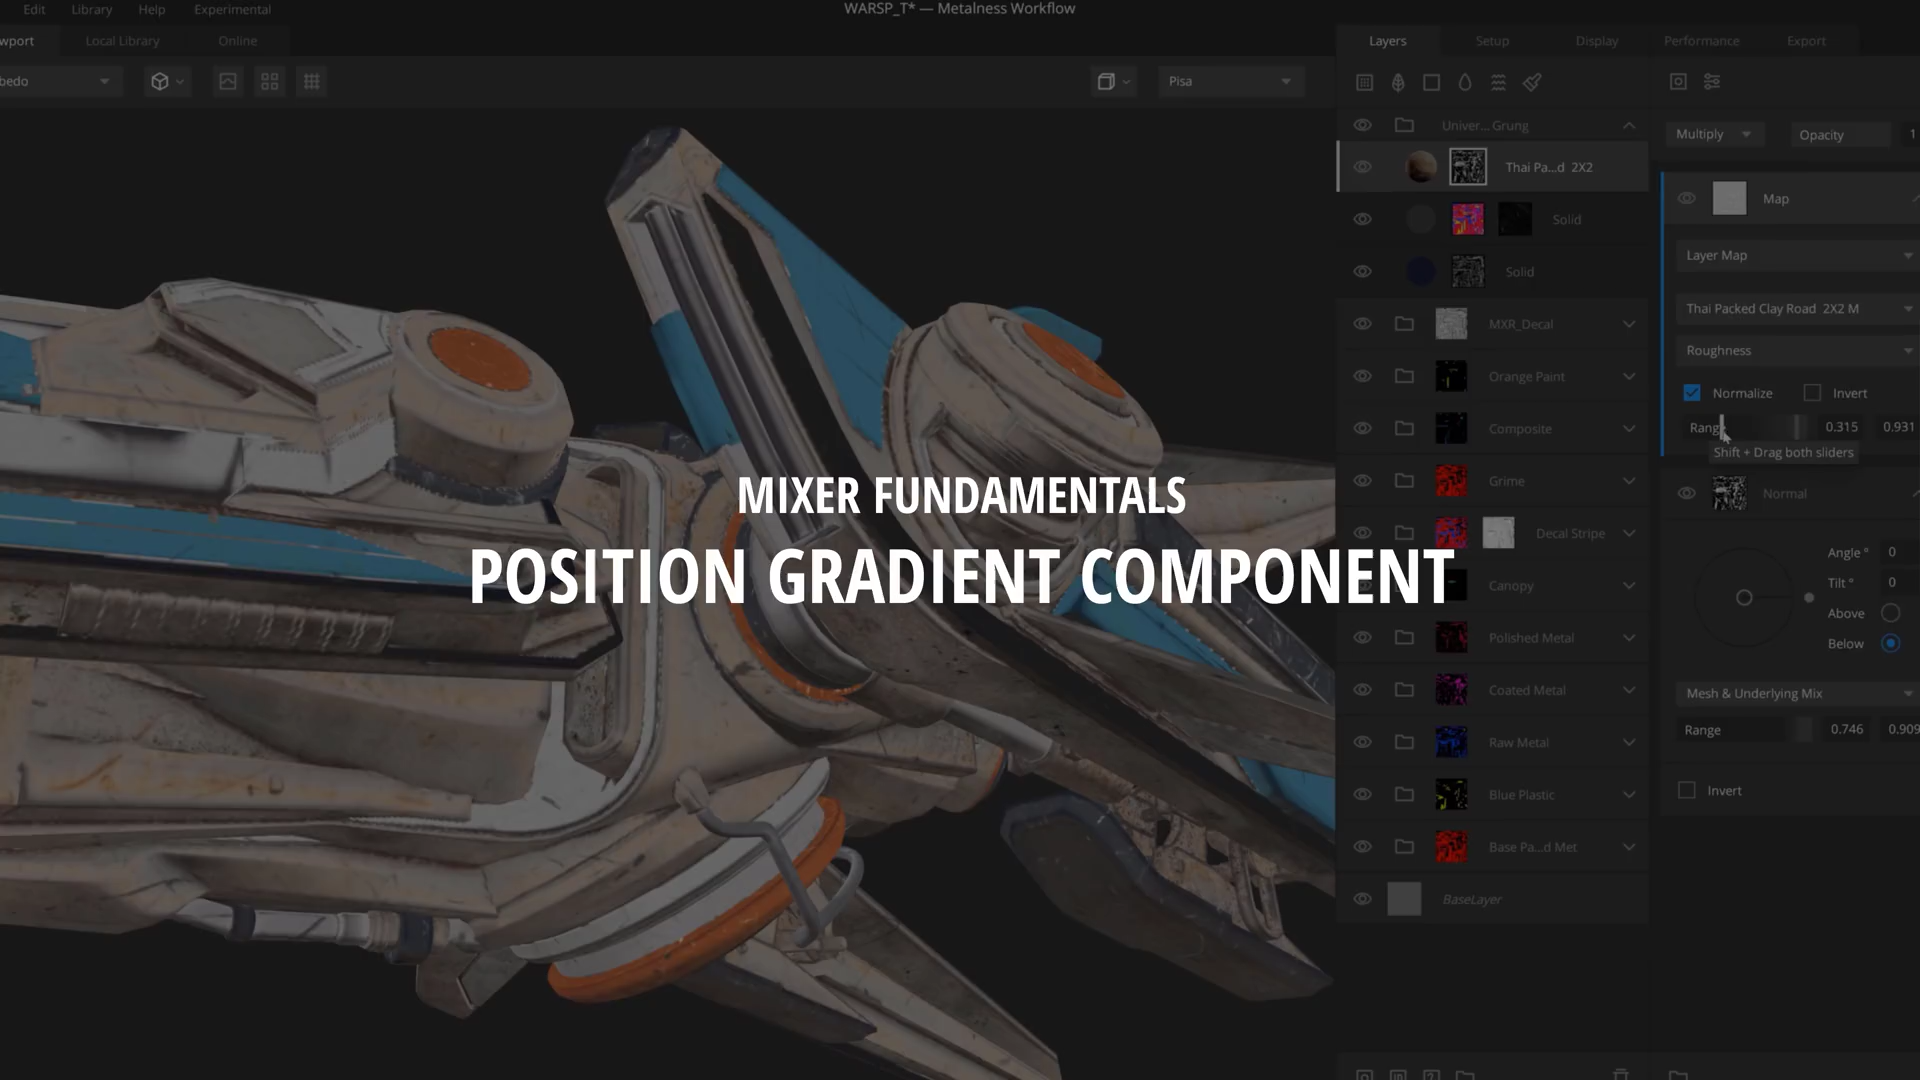 Edit Library Help Experimental
WARSP_T* — Metalness Workflow
wport Local Library Online
Layers Setup Display Performance Export
bedo
Pisa
Univer... Grung
Multiply
Opacity 1
Thai Pa...d 2X2
Map
Solid
Layer Map
Solid
Thai Packed Clay Road 2X2 M
MXR_Decal
Roughness
Orange Paint
Normalize Invert
Composite
Rang 0.315 0.931
Shift + Drag both sliders
Grime
Normal
MIXER FUNDAMENTALS
POSITION GRADIENT COMPONENT
Decal Stripe
Angle ° 0
Canopy
Tilt ° 0
Above
Polished Metal
Below
Coated Metal
Mesh & Underlying Mix
Raw Metal
Range 0.746 0.909
Blue Plastic
Invert
Base Pa...d Met
BaseLayer